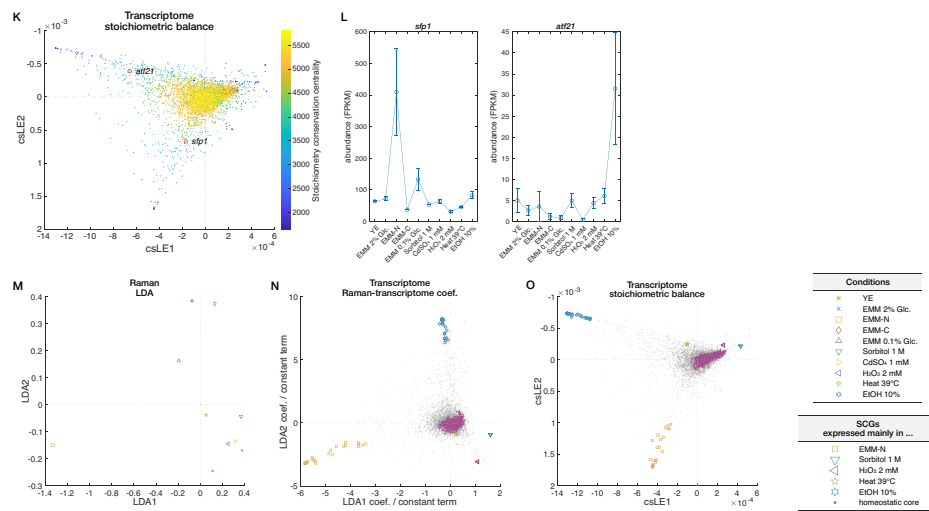 K
Transcriptome
stoichiometric balance
×10⁻³
-1
-0.5
0
0.5
1
1.5
2
csLE2
-14 -12 -10 -8 -6 -4 -2 0 2 4 6
csLE1
×10⁻⁴
atf21
sfp1
5500
5000
4500
4000
3500
3000
2500
2000
Stoichiometry conservation centrality
L
sfp1
600
500
400
300
200
100
0
abundance (FPKM)
YE
EMM 2% Glc.
EMM-N
EMM-C
EMM 0.1% Glc.
Sorbitol 1 M
CdSO₄ 1 mM
H₂O₂ 2 mM
Heat 39°C
EtOH 10%
atf21
45
40
35
30
25
20
15
10
5
0
abundance (FPKM)
YE
EMM 2% Glc.
EMM-N
EMM-C
EMM 0.1% Glc.
Sorbitol 1 M
CdSO₄ 1 mM
H₂O₂ 2 mM
Heat 39°C
EtOH 10%
M
Raman
LDA
0.4
0.3
0.2
0.1
0
-0.1
-0.2
-0.3
LDA2
-1.4 -1.2 -1 -0.8 -0.6 -0.4 -0.2 0 0.2 0.4
LDA1
N
Transcriptome
Raman-transcriptome coef.
10
5
0
-5
LDA2 coef. / constant term
-6 -5 -4 -3 -2 -1 0 1 2
LDA1 coef. / constant term
O
Transcriptome
stoichiometric balance
×10⁻³
-1
-0.5
0
0.5
1
1.5
2
csLE2
-14 -12 -10 -8 -6 -4 -2 0 2 4 6
csLE1
×10⁻⁴
Conditions
YE
EMM 2% Glc.
EMM-N
EMM-C
EMM 0.1% Glc.
Sorbitol 1 M
CdSO₄ 1 mM
H₂O₂ 2 mM
Heat 39°C
EtOH 10%
SCGs
expressed mainly in ...
EMM-N
Sorbitol 1 M
H₂O₂ 2 mM
Heat 39°C
EtOH 10%
homeostatic core